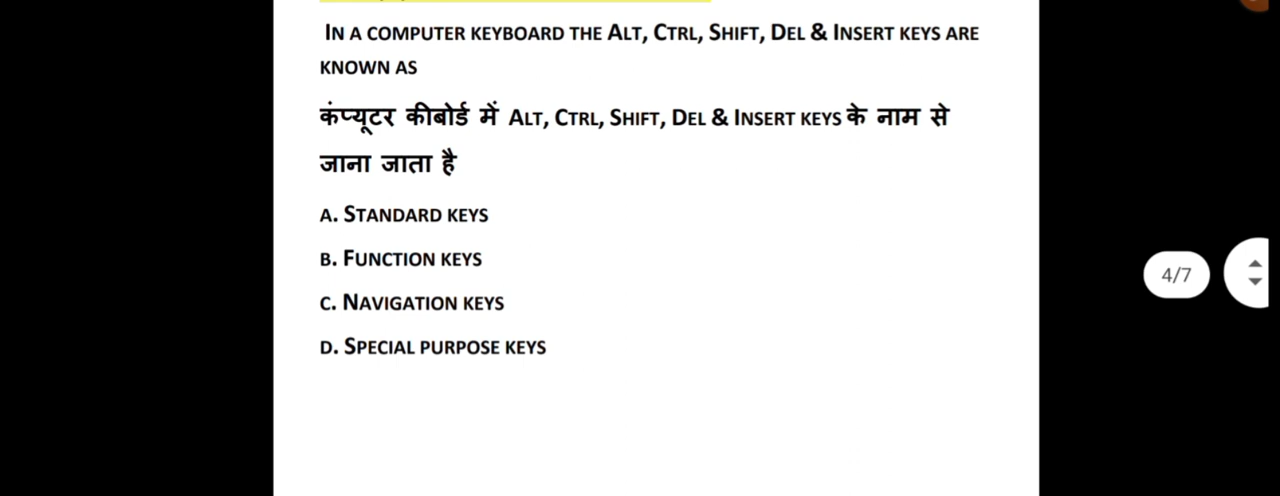 In a computer keyboard the Alt, Ctrl, Shift, Del & Insert keys are
known as
कंप्यूटर कीबोर्ड में Alt, Ctrl, Shift, Del & Insert keys के नाम से
जाना जाता है
a. Standard keys
b. Function keys
4/7
c. Navigation keys
d. Special purpose keys